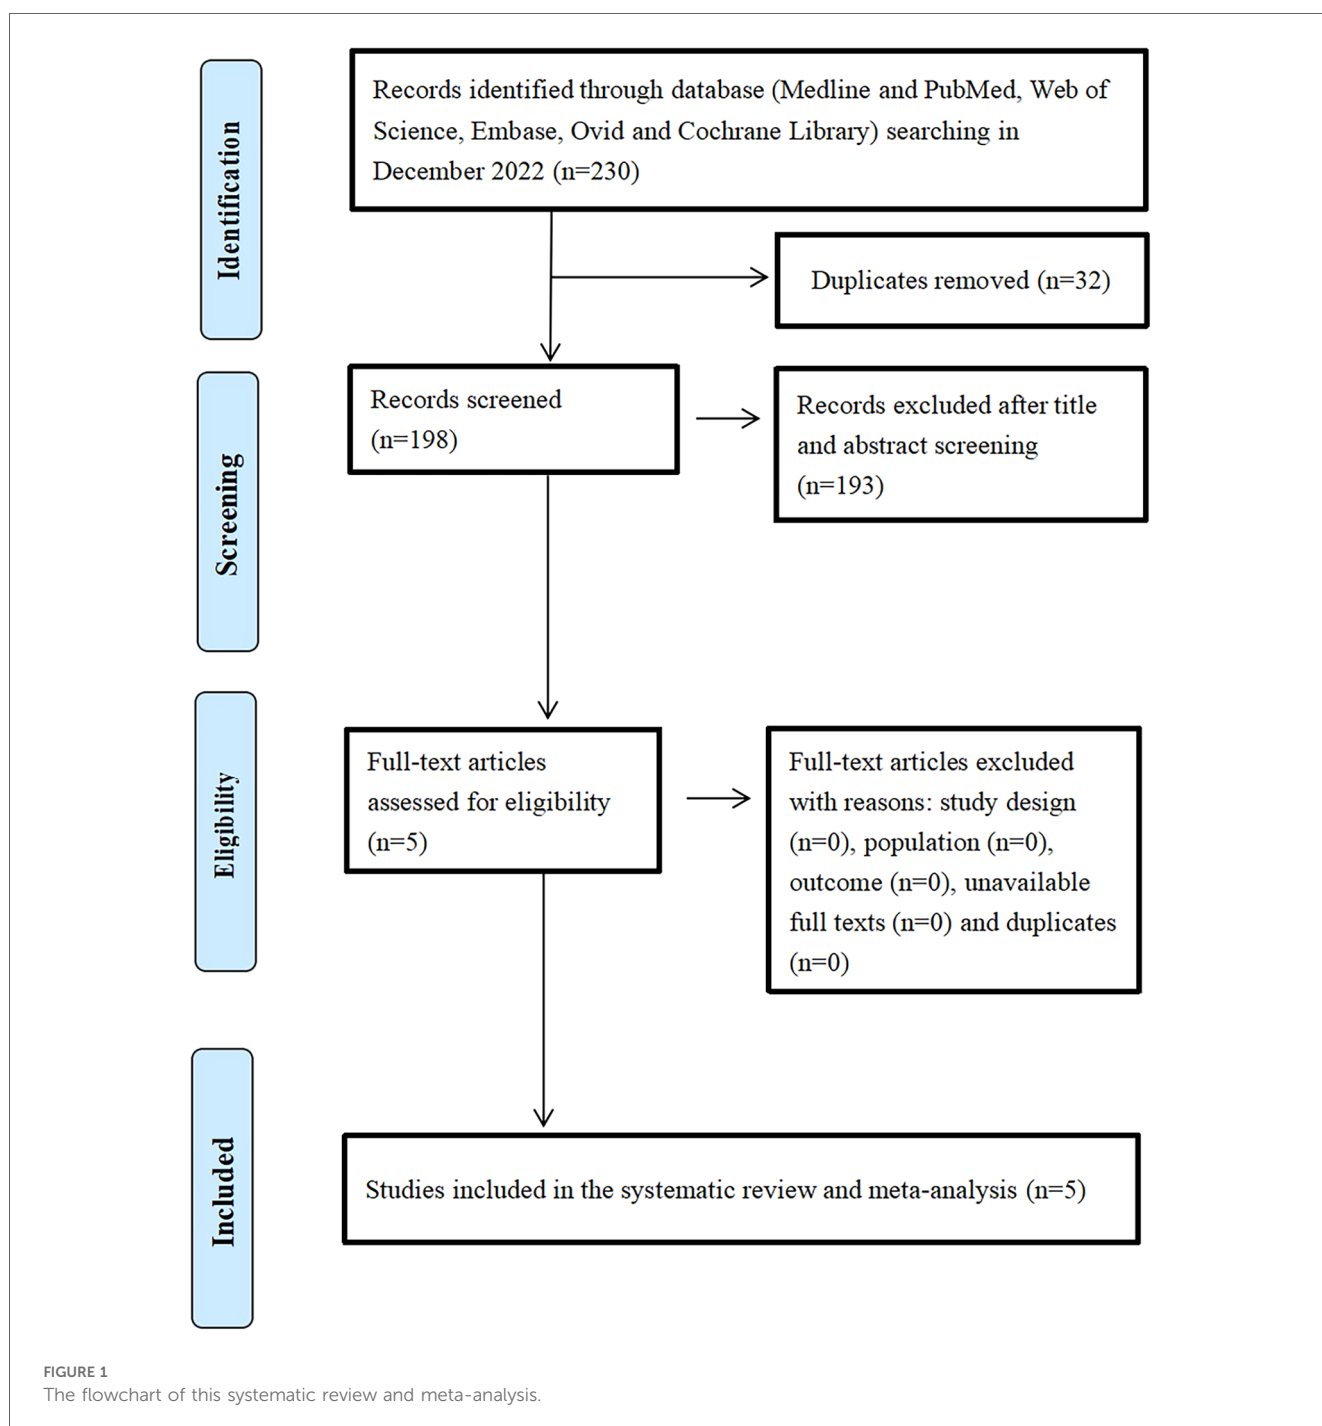 Identification
Records identified through database (Medline and PubMed, Web of
Science, Embase, Ovid and Cochrane Library) searching in
December 2022 (n=230)
Duplicates removed (n=32)
Screening
Records screened
(n=198)
Records excluded after title
and abstract screening
(n=193)
Eligibility
Full-text articles
assessed for eligibility
(n=5)
Full-text articles excluded
with reasons: study design
(n=0), population (n=0),
outcome (n=0), unavailable
full texts (n=0) and duplicates
(n=0)
Included
Studies included in the systematic review and meta-analysis (n=5)
FIGURE 1
The flowchart of this systematic review and meta-analysis.